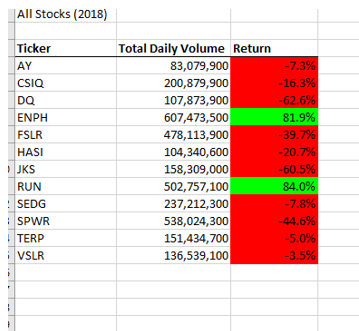 All Stocks (2018)
Ticker Total Daily Volume Return
AY 83,079,900 -7.3%
CSIQ 200,879,900 -16.3%
DQ 107,873,900 -62.6%
ENPH 607,473,500 81.9%
FSLR 478,113,900 -39.7%
HASI 104,340,600 -20.7%
JKS 158,309,000 -60.5%
RUN 502,757,100 84.0%
SEDG 237,212,300 -7.8%
SPWR 538,024,300 -44.6%
TERP 151,434,700 -5.0%
VSLR 136,539,100 -3.5%